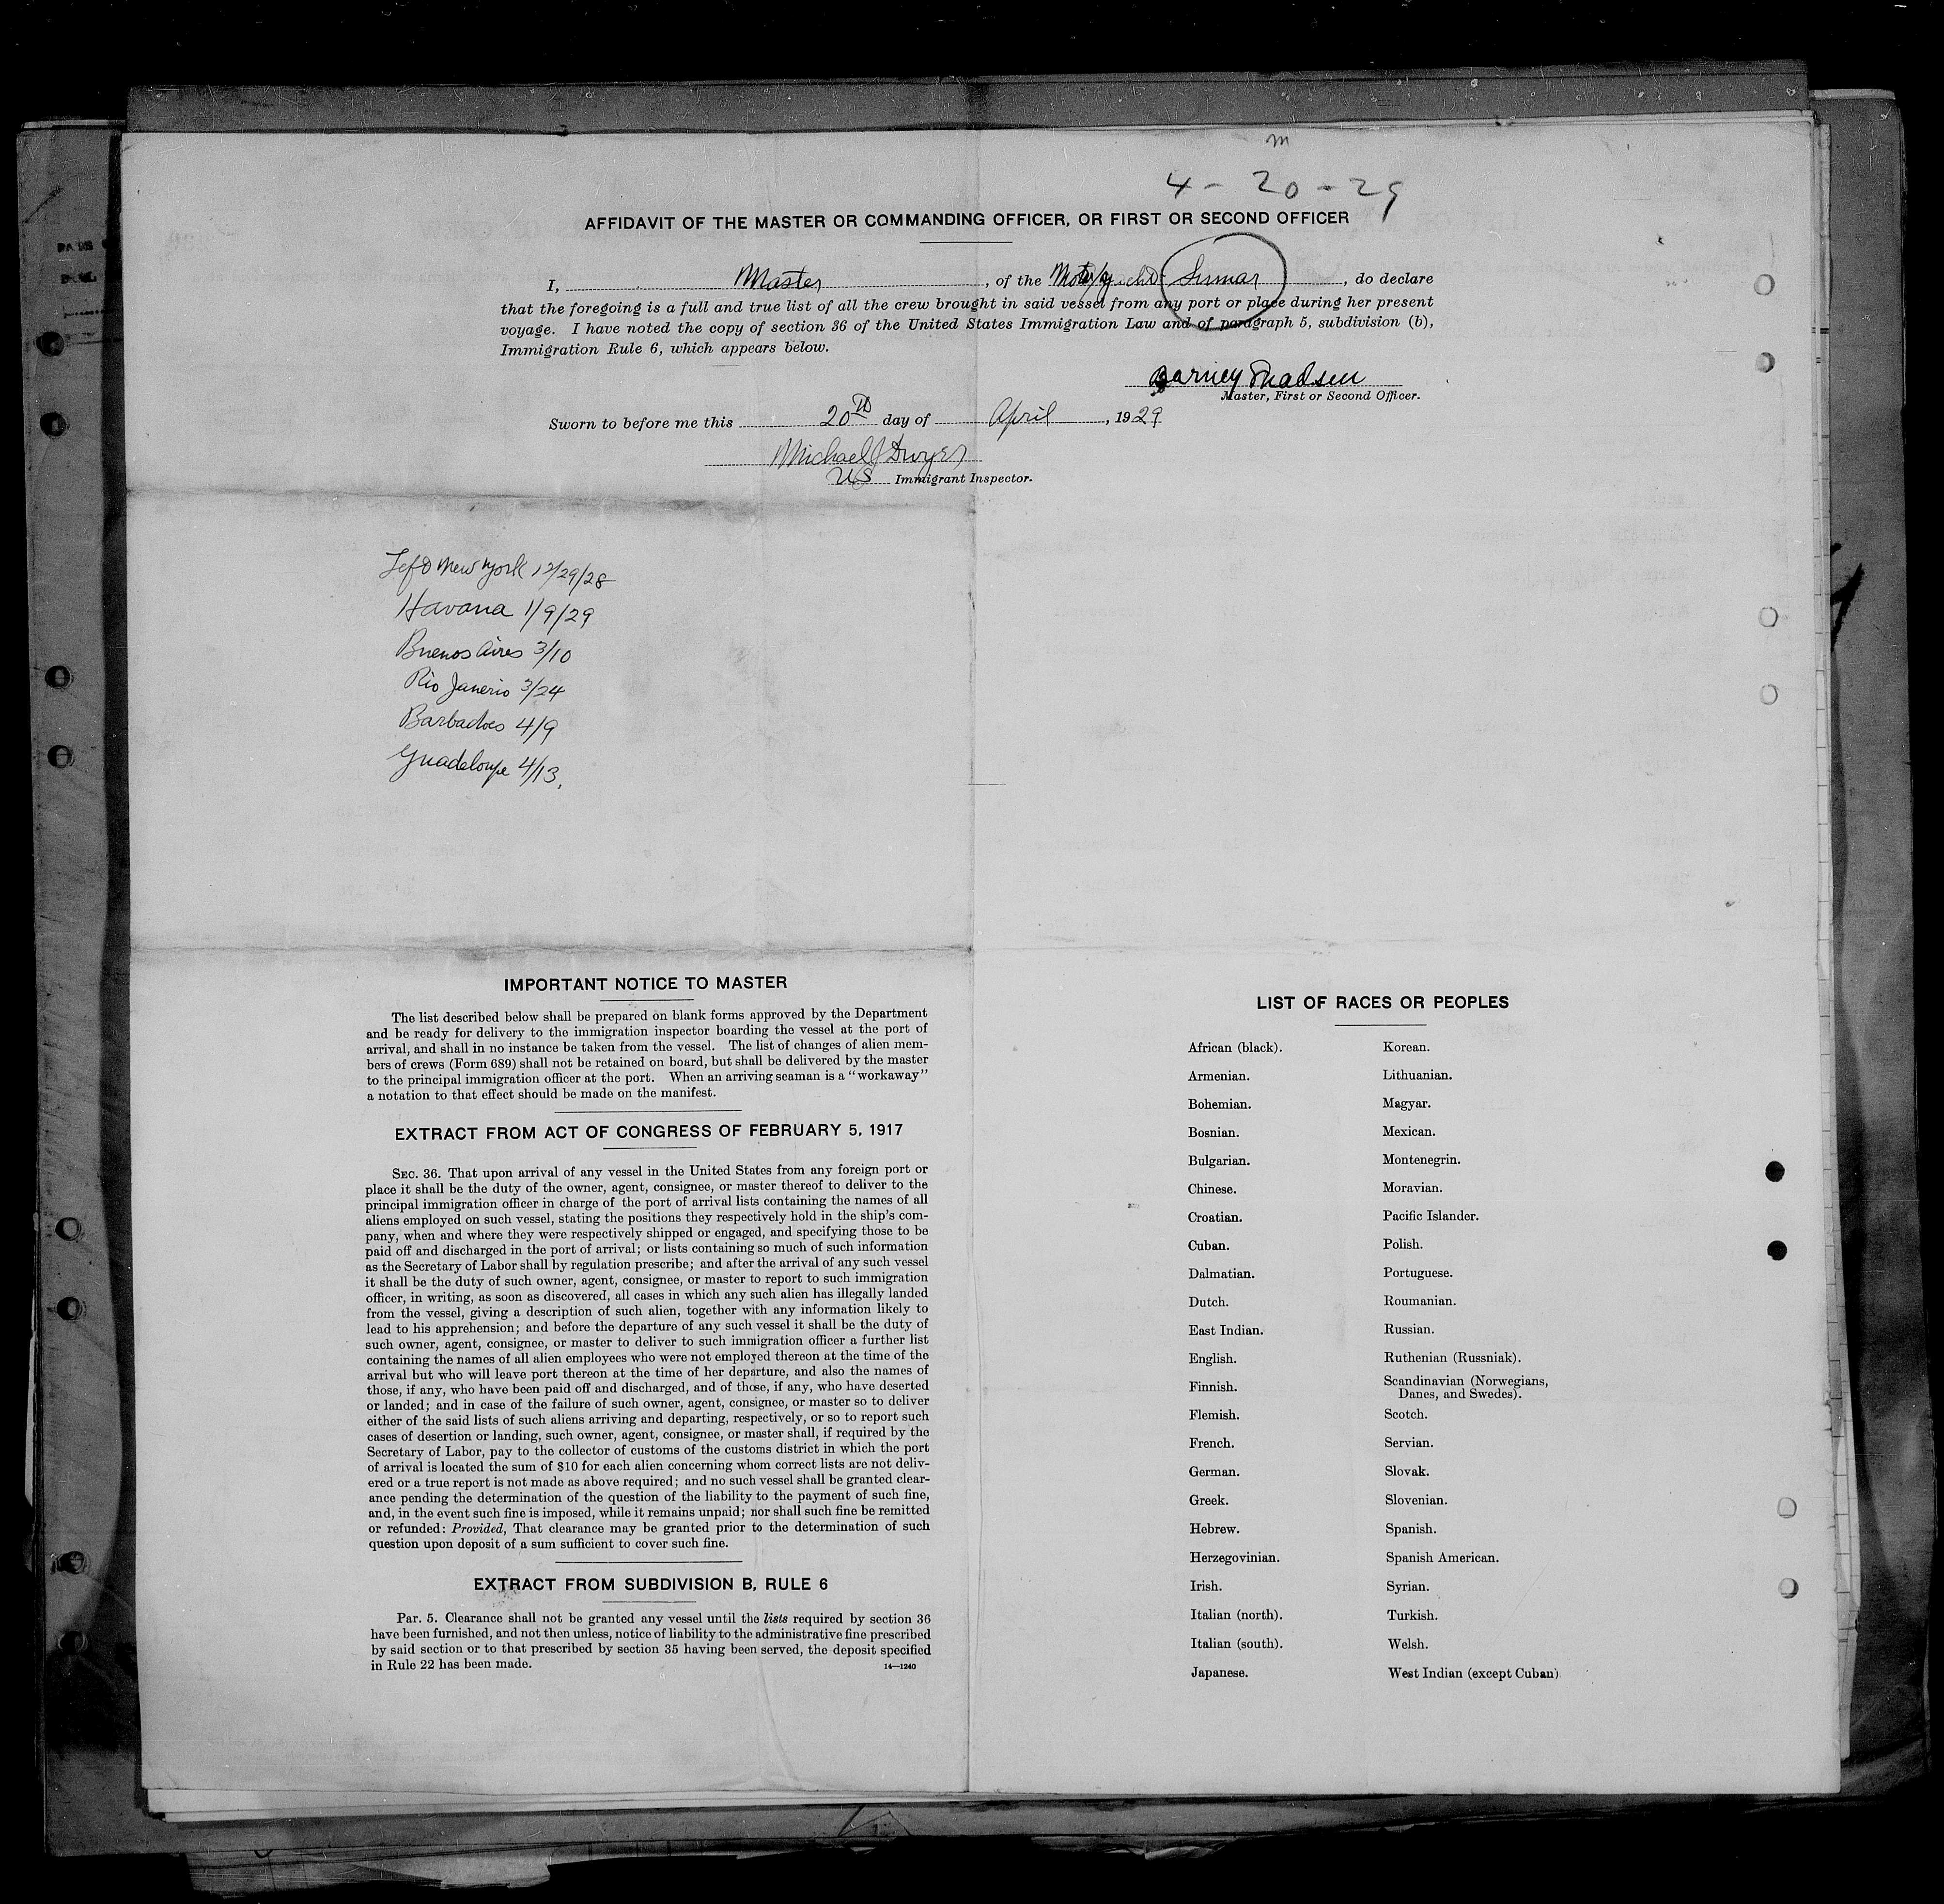 m
4 - 20 - 29
AFFIDAVIT OF THE MASTER OR COMMANDING OFFICER, OR FIRST OR SECOND OFFICER
I, Master, of the Motor Yacht Sumar, do declare
that the foregoing is a full and true list of all the crew brought in said vessel from any port or place during her present
voyage. I have noted the copy of section 36 of the United States Immigration Law and of paragraph 5, subdivision (b),
Immigration Rule 6, which appears below.
Barney Madsen
Master, First or Second Officer.
Sworn to before me this 20th day of April, 1929
Michael J Dwyer
US Immigrant Inspector.
Left New York 12/29/28
Havana 1/9/29
Buenos Aires 3/10
Rio Janerio 3/24
Barbadoes 4/9
Guadeloupe 4/13.
IMPORTANT NOTICE TO MASTER
The list described below shall be prepared on blank forms approved by the Department
and be ready for delivery to the immigration inspector boarding the vessel at the port of
arrival, and shall in no instance be taken from the vessel. The list of changes of alien mem-
bers of crews (Form 689) shall not be retained on board, but shall be delivered by the master
to the principal immigration officer at the port. When an arriving seaman is a "workaway"
a notation to that effect should be made on the manifest.
EXTRACT FROM ACT OF CONGRESS OF FEBRUARY 5, 1917
SEC. 36. That upon arrival of any vessel in the United States from any foreign port or
place it shall be the duty of the owner, agent, consignee, or master thereof to deliver to the
principal immigration officer in charge of the port of arrival lists containing the names of all
aliens employed on such vessel, stating the positions they respectively hold in the ship's com-
pany, when and where they were respectively shipped or engaged, and specifying those to be
paid off and discharged in the port of arrival; or lists containing so much of such information
as the Secretary of Labor shall by regulation prescribe; and after the arrival of any such vessel
it shall be the duty of such owner, agent, consignee, or master to report to such immigration
officer, in writing, as soon as discovered, all cases in which any such alien has illegally landed
from the vessel, giving a description of such alien, together with any information likely to
lead to his apprehension; and before the departure of any such vessel it shall be the duty of
such owner, agent, consignee, or master to deliver to such immigration officer a further list
containing the names of all alien employees who were not employed thereon at the time of the
arrival but who will leave port thereon at the time of her departure, and also the names of
those, if any, who have been paid off and discharged, and of those, if any, who have deserted
or landed; and in case of the failure of such owner, agent, consignee, or master so to deliver
either of the said lists of such aliens arriving and departing, respectively, or so to report such
cases of desertion or landing, such owner, agent, consignee, or master shall, if required by the
Secretary of Labor, pay to the collector of customs of the customs district in which the port
of arrival is located the sum of $10 for each alien concerning whom correct lists are not deliv-
ered or a true report is not made as above required; and no such vessel shall be granted clear-
ance pending the determination of the question of the liability to the payment of such fine,
and, in the event such fine is imposed, while it remains unpaid; nor shall such fine be remitted
or refunded: Provided, That clearance may be granted prior to the determination of such
question upon deposit of a sum sufficient to cover such fine.
EXTRACT FROM SUBDIVISION B, RULE 6
Par. 5. Clearance shall not be granted any vessel until the lists required by section 36
have been furnished, and not then unless, notice of liability to the administrative fine prescribed
by said section or to that prescribed by section 35 having been served, the deposit specified
in Rule 22 has been made.
14—1240
LIST OF RACES OR PEOPLES
African (black).
Armenian.
Bohemian.
Bosnian.
Bulgarian.
Chinese.
Croatian.
Cuban.
Dalmatian.
Dutch.
East Indian.
English.
Finnish.
Flemish.
French.
German.
Greek.
Hebrew.
Herzegovinian.
Irish.
Italian (north).
Italian (south).
Japanese.
Korean.
Lithuanian.
Magyar.
Mexican.
Montenegrin.
Moravian.
Pacific Islander.
Polish.
Portuguese.
Roumanian.
Russian.
Ruthenian (Russniak).
Scandinavian (Norwegians,
Danes, and Swedes).
Scotch.
Servian.
Slovak.
Slovenian.
Spanish.
Spanish American.
Syrian.
Turkish.
Welsh.
West Indian (except Cuban)